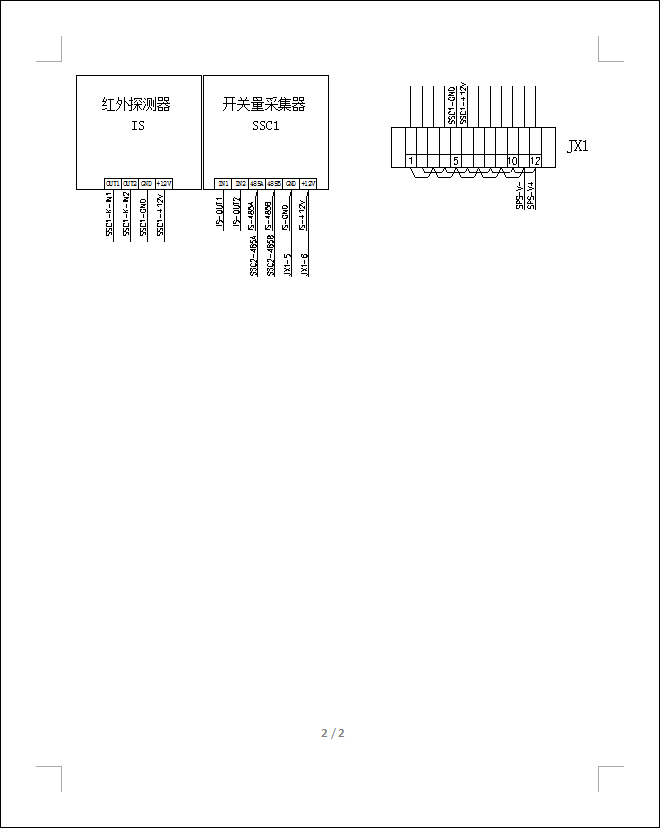 红外探测器
IS
OUT1 OUT2 GND +12V
SSC1-K-IN1
SSC1-K-IN2
SSC1-GND
SSC1-+12V
开关量采集器
SSC1
IN1 IN2 485A 485B GND +12V
IS-OUT1
IS-OUT2
IS-485A
SSC2-485A
IS-485B
SSC2-485B
IS-GND
JX1-5
IS-+12V
JX1-6
SSC1-GND
SSC1-+12V
1 5 10 12
JX1
SPS-V-
SPS-V+
2 / 2